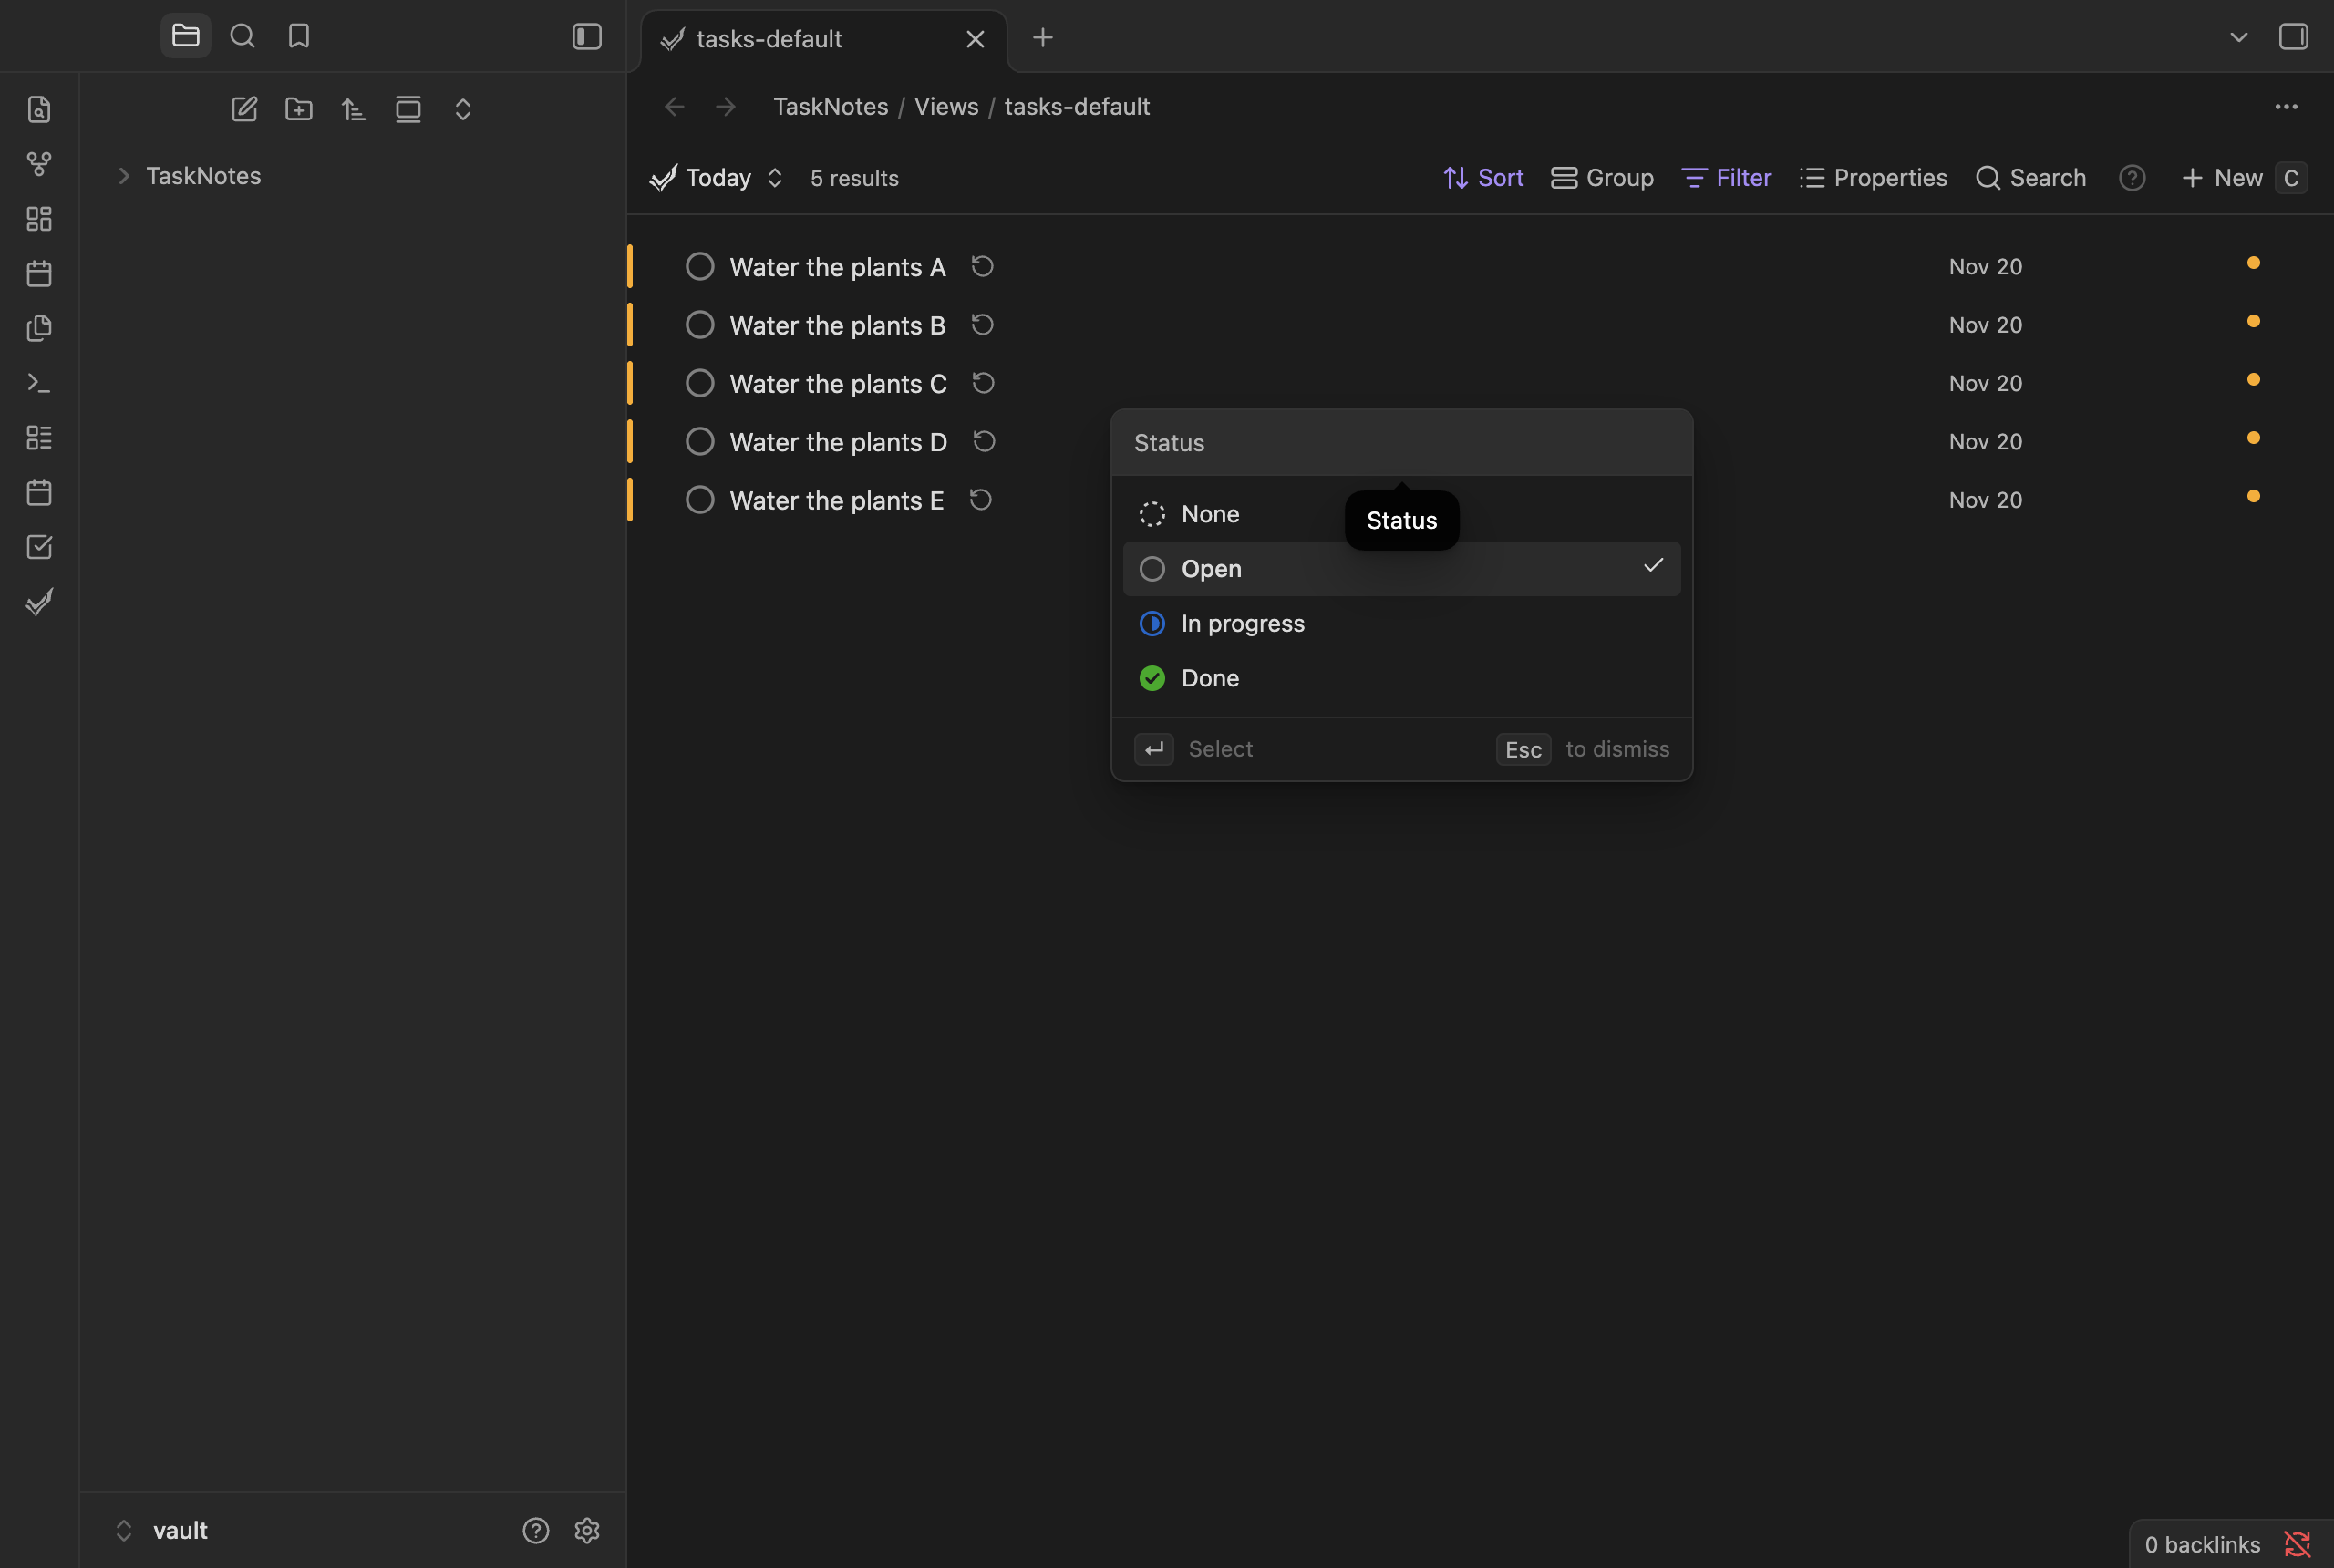 tasks-default
TaskNotes / Views / tasks-default
TaskNotes
Today 5 results Sort Group Filter Properties Search New C
Water the plants A Nov 20
Water the plants B Nov 20
Water the plants C Nov 20
Water the plants D Nov 20
Water the plants E Nov 20
Status
None
Status
Open
In progress
Done
Select Esc to dismiss
vault
0 backlinks